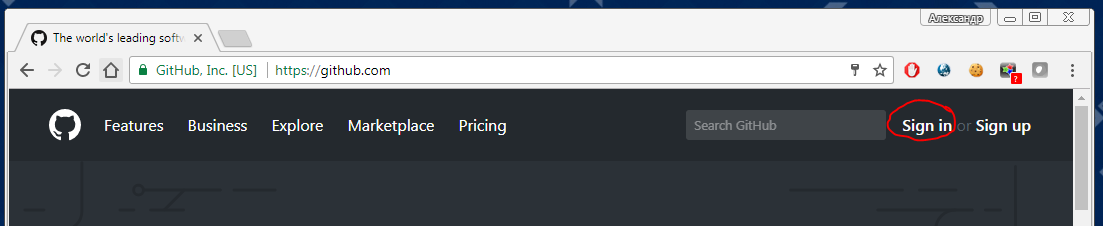 Александр
The world's leading softw
GitHub, Inc. [US] https://github.com
Features Business Explore Marketplace Pricing Search GitHub Sign in or Sign up